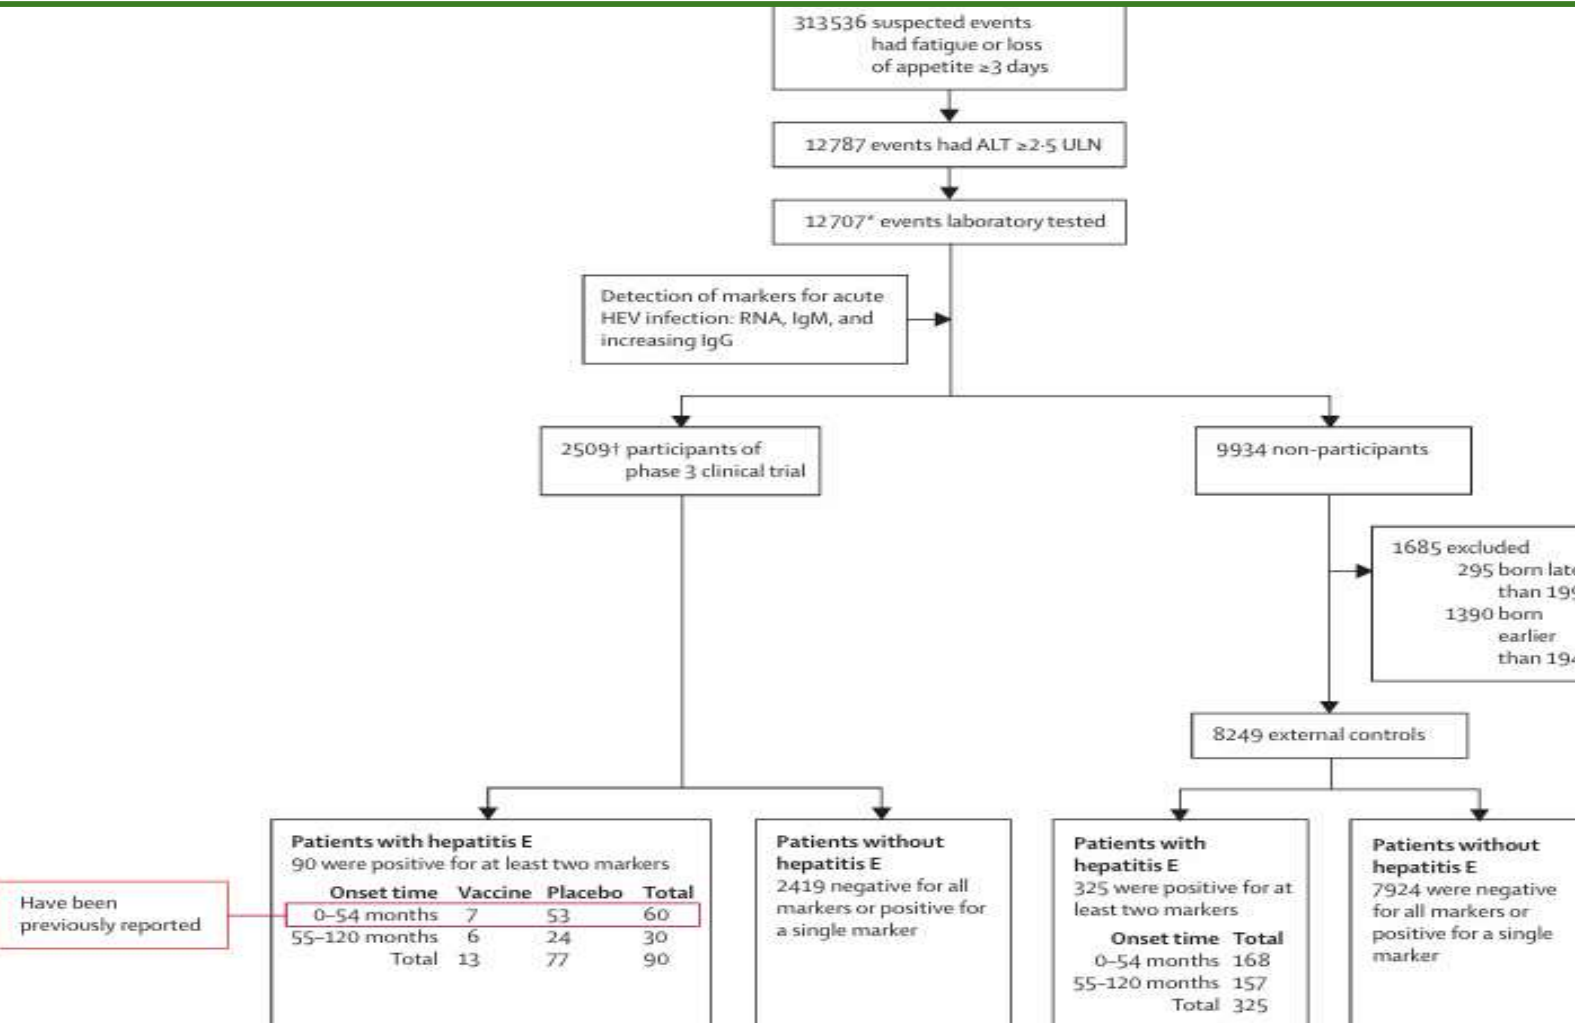 313536 suspected events
had fatigue or loss
of appetite ≥3 days
12787 events had ALT ≥2·5 ULN
12707* events laboratory tested
Detection of markers for acute
HEV infection: RNA, IgM, and
increasing IgG
2509† participants of
phase 3 clinical trial
9934 non-participants
1685 excluded
295 born
than
1390 born
earlier
than
8249 external controls
Patients with hepatitis E
90 were positive for at least two markers
Onset time Vaccine Placebo Total
0–54 months 7 53 60
55–120 months 6 24 30
Total 13 77 90
Have been
previously reported
Patients without
hepatitis E
2419 negative for all
markers or positive for
a single marker
Patients with
hepatitis E
325 were positive for at
least two markers
Onset time Total
0–54 months 168
55–120 months 157
Total 325
Patients without
hepatitis E
7924 were negative
for all markers or
positive for a single
marker